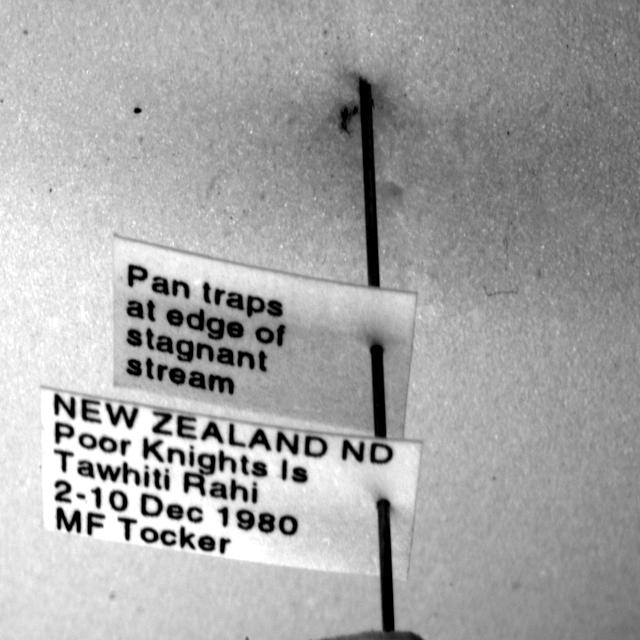 Pan traps
at edge of
stagnant
stream
NEW ZEALAND ND
Poor Knights Is
Tawhiti Rahi
2-10 Dec 1980
MF Tocker